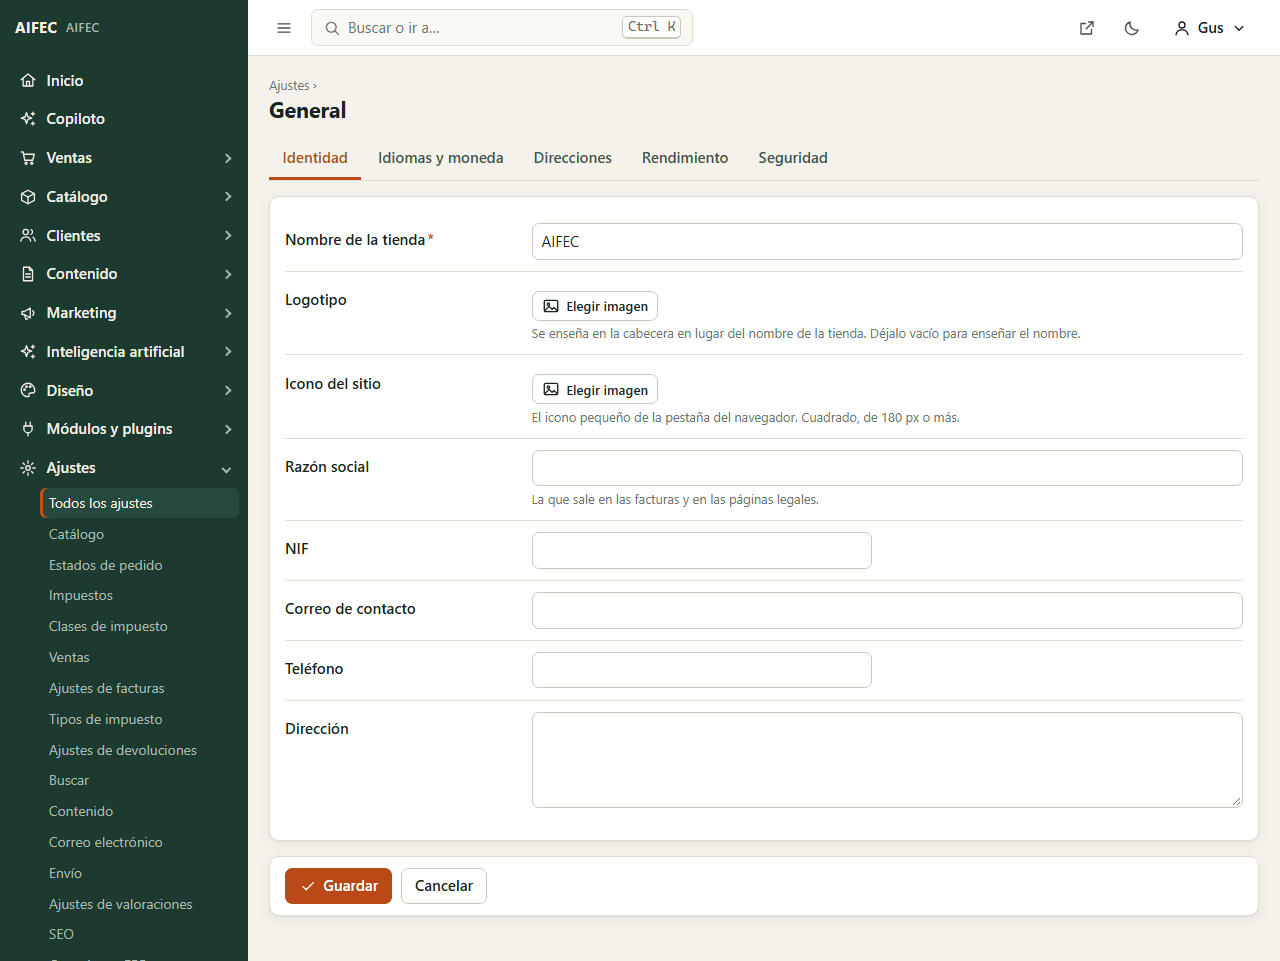 AIFEC AIFEC
Buscar o ir a...
Ctrl K
Gus
Inicio
Copiloto
Ventas
Catálogo
Clientes
Contenido
Marketing
Inteligencia artificial
Diseño
Módulos y plugins
Ajustes
Todos los ajustes
Catálogo
Estados de pedido
Impuestos
Clases de impuesto
Ventas
Ajustes de facturas
Tipos de impuesto
Ajustes de devoluciones
Buscar
Contenido
Correo electrónico
Envío
Ajustes de valoraciones
SEO
Ajustes ›
General
Identidad
Idiomas y moneda
Direcciones
Rendimiento
Seguridad
Nombre de la tienda*
AIFEC
Logotipo
Elegir imagen
Se enseña en la cabecera en lugar del nombre de la tienda. Déjalo vacío para enseñar el nombre.
Icono del sitio
Elegir imagen
El icono pequeño de la pestaña del navegador. Cuadrado, de 180 px o más.
Razón social
La que sale en las facturas y en las páginas legales.
NIF
Correo de contacto
Teléfono
Dirección
Guardar
Cancelar